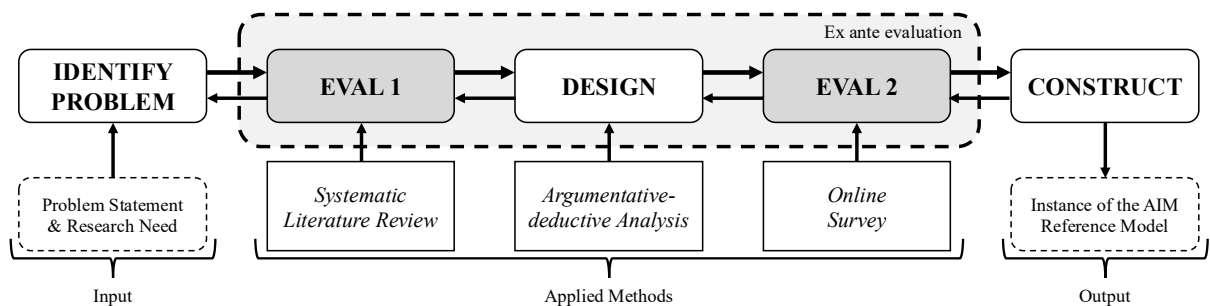 Ex ante evaluation
IDENTIFY
PROBLEM
EVAL 1
DESIGN
EVAL 2
CONSTRUCT
Problem Statement
& Research Need
Systematic
Literature Review
Argumentative-
deductive Analysis
Online
Survey
Instance of the AIM
Reference Model
Input
Applied Methods
Output